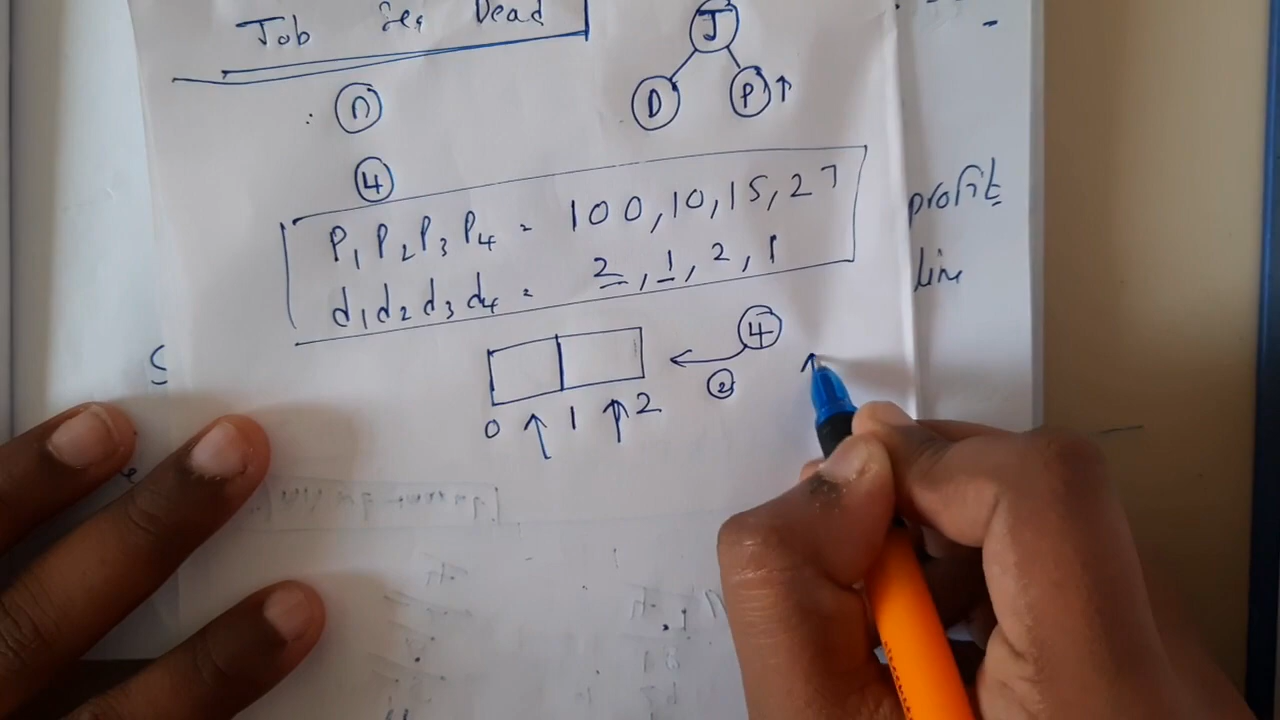 Job Seq Dead
J
D P ↑
n
4
P1 P2 P3 P4 = 100, 10, 15, 27
d1 d2 d3 d4 = 2, 1, 2, 1
profit
line
4
2
0 ↑ 1 ↑ 2